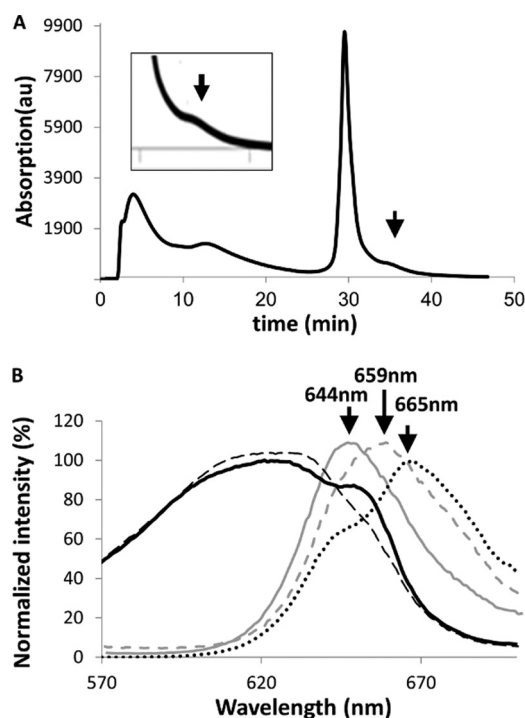 A
9900
7900
5900
3900
1900
Absorption(au)
0 10 20 30 40 50
time (min)
B
659nm
644nm 665nm
120
100
80
60
40
20
0
Normalized intensity (%)
570 620 670
Wavelength (nm)